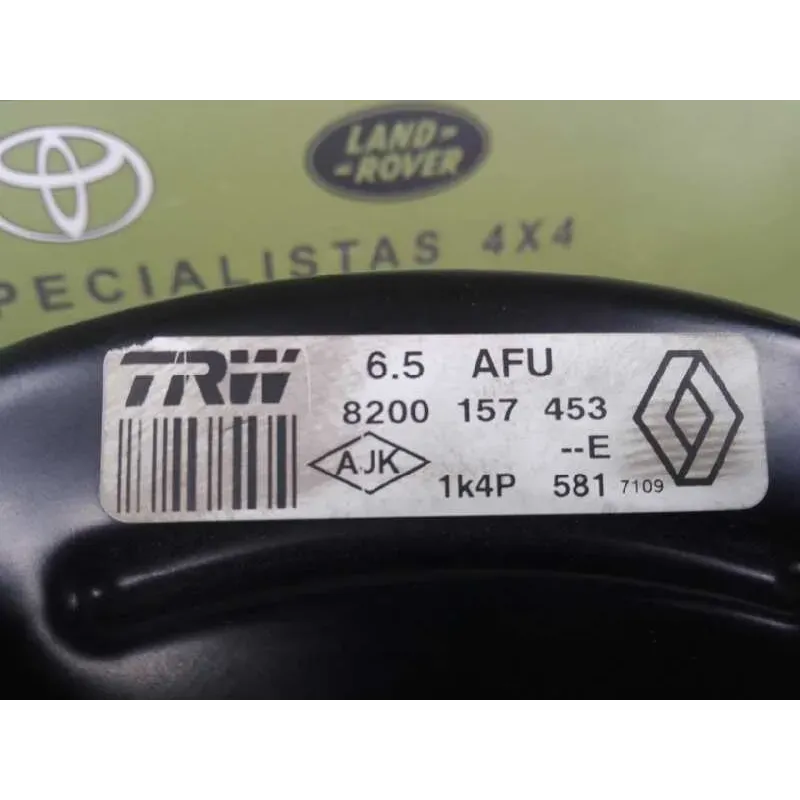 LAND-
-ROVER
PECIALISTAS 4X4
TRW 6.5 AFU
8200 157 453
--E
AJK 1k4P 581 7109